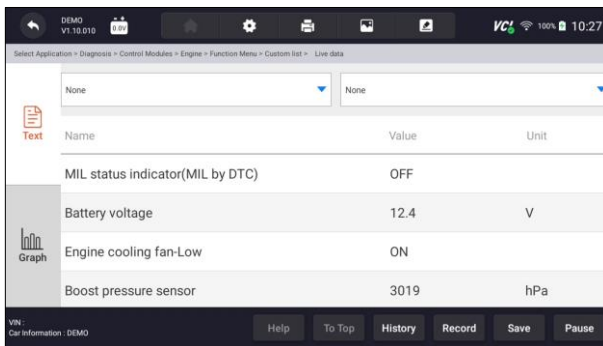 DEMO
V1.10.010
0.0V
VCI 100% 10:27
Select Application > Diagnosis > Control Modules > Engine > Function Menu > Custom list > Live data
None
None
Text
Name Value Unit
MIL status indicator(MIL by DTC) OFF
Battery voltage 12.4 V
Graph
Engine cooling fan-Low ON
Boost pressure sensor 3019 hPa
VIN :
Car Information : DEMO
Help To Top History Record Save Pause